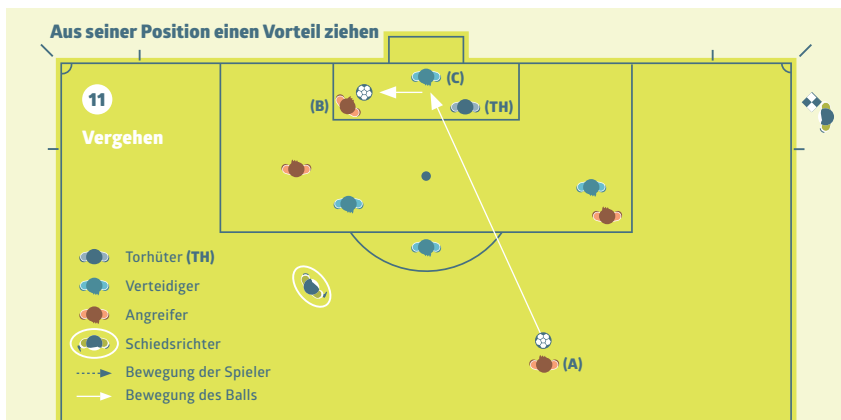 Aus seiner Position einen Vorteil ziehen
(C)
11
(B)
(TH)
Vergehen
Torhüter (TH)
Verteidiger
Angreifer
Schiedsrichter
(A)
Bewegung der Spieler
Bewegung des Balls